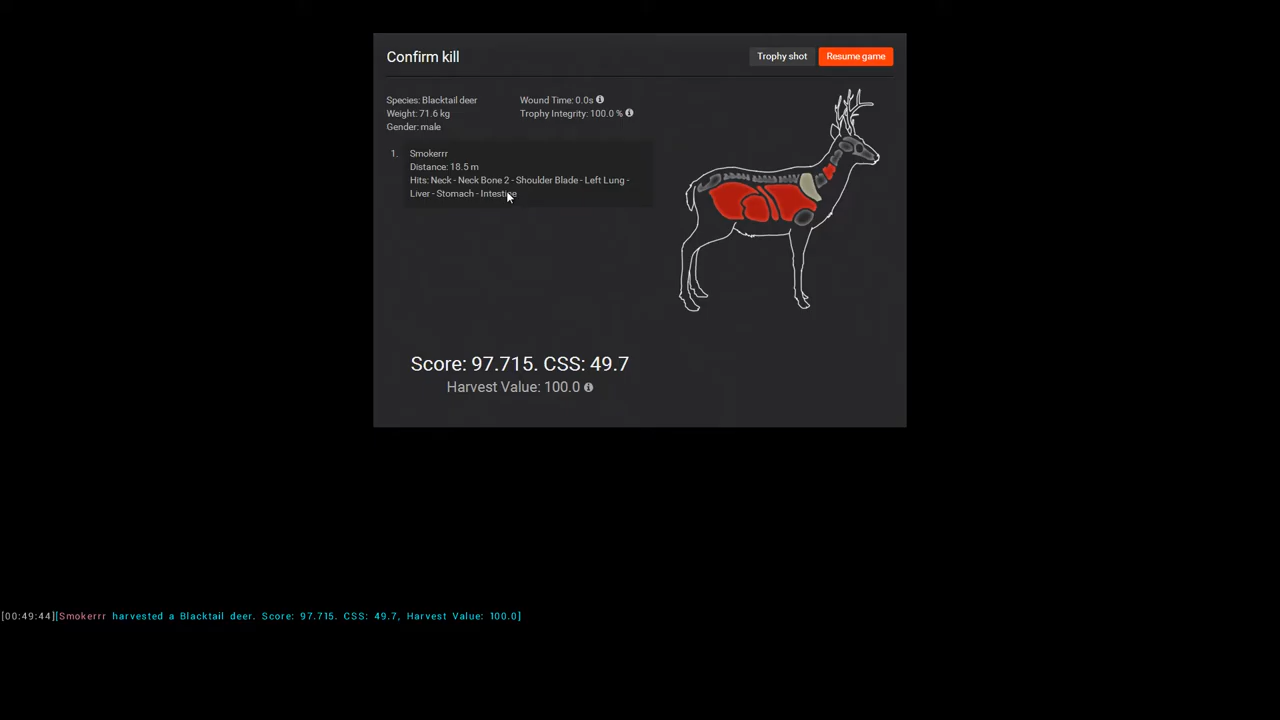 Confirm kill
Trophy shot
Resume game
Species: Blacktail deer
Weight: 71.6 kg
Gender: male
Wound Time: 0.0s
Trophy Integrity: 100.0 %
1. Smokerrr
Distance: 18.5 m
Hits: Neck - Neck Bone 2 - Shoulder Blade - Left Lung -
Liver - Stomach - Intestine
Score: 97.715. CSS: 49.7
Harvest Value: 100.0
[00:49:44][Smokerrr harvested a Blacktail deer. Score: 97.715. CSS: 49.7, Harvest Value: 100.0]